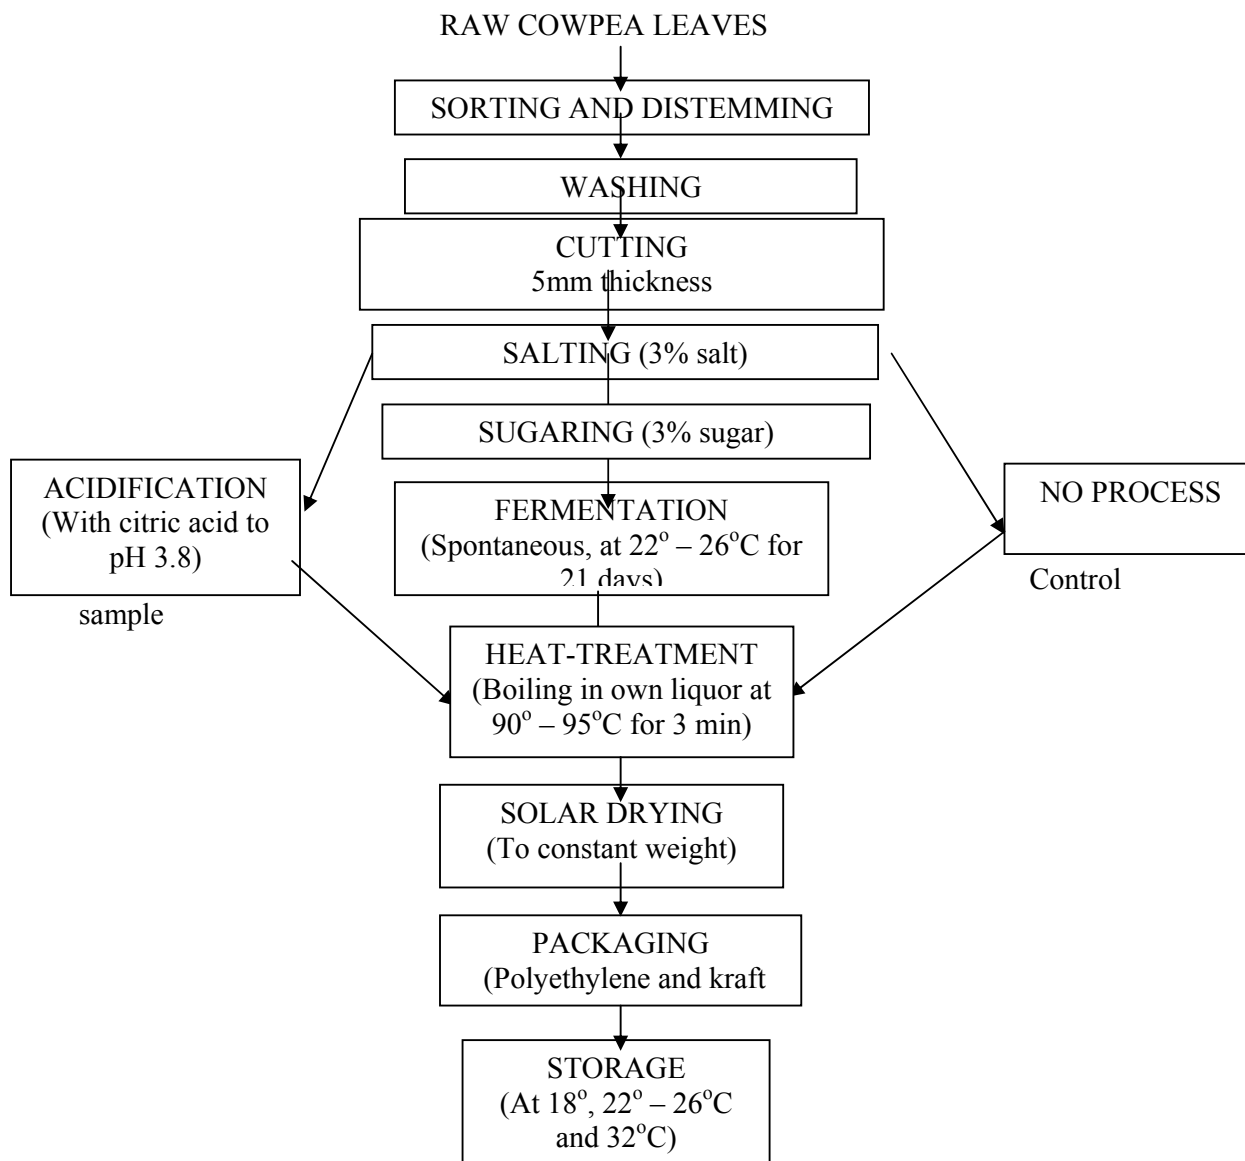 RAW COWPEA LEAVES
SORTING AND DISTEMMING
WASHING
CUTTING
5mm thickness
SALTING (3% salt)
SUGARING (3% sugar)
ACIDIFICATION
(With citric acid to
pH 3.8)
sample
FERMENTATION
(Spontaneous, at 22° – 26°C for
21 days)
NO PROCESS
Control
HEAT-TREATMENT
(Boiling in own liquor at
90° – 95°C for 3 min)
SOLAR DRYING
(To constant weight)
PACKAGING
(Polyethylene and kraft
STORAGE
(At 18°, 22° – 26°C
and 32°C)